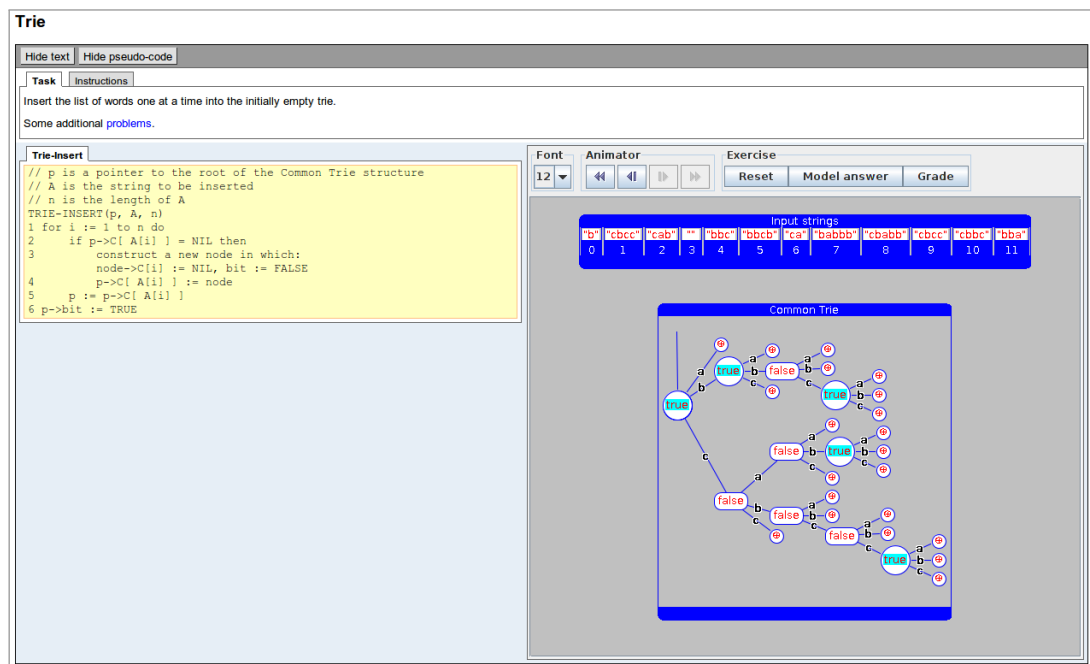 Trie
Hide text Hide pseudo-code
Task Instructions
Insert the list of words one at a time into the initially empty trie.
Some additional problems.
Trie-Insert
// p is a pointer to the root of the Common Trie structure
// A is the string to be inserted
// n is the length of A
TRIE-INSERT(p, A, n)
1 for i := 1 to n do
2 if p->C[ A[i] ] = NIL then
3 construct a new node in which:
node->C[i] := NIL, bit := FALSE
4 p->C[ A[i] ] := node
5 p := p->C[ A[i] ]
6 p->bit := TRUE
Font Animator Exercise
12 Reset Model answer Grade
Input strings
"b" "cbcc" "cab" "" "bbc" "bbcb" "ca" "babbb" "cbabb" "cbcc" "cbbc" "bba"
0 1 2 3 4 5 6 7 8 9 10 11
Common Trie
a a a
true b false b a
b c c true b
true c
a a
c false b true b
a c c
false a
b false b a
c c false b a
c true b
c